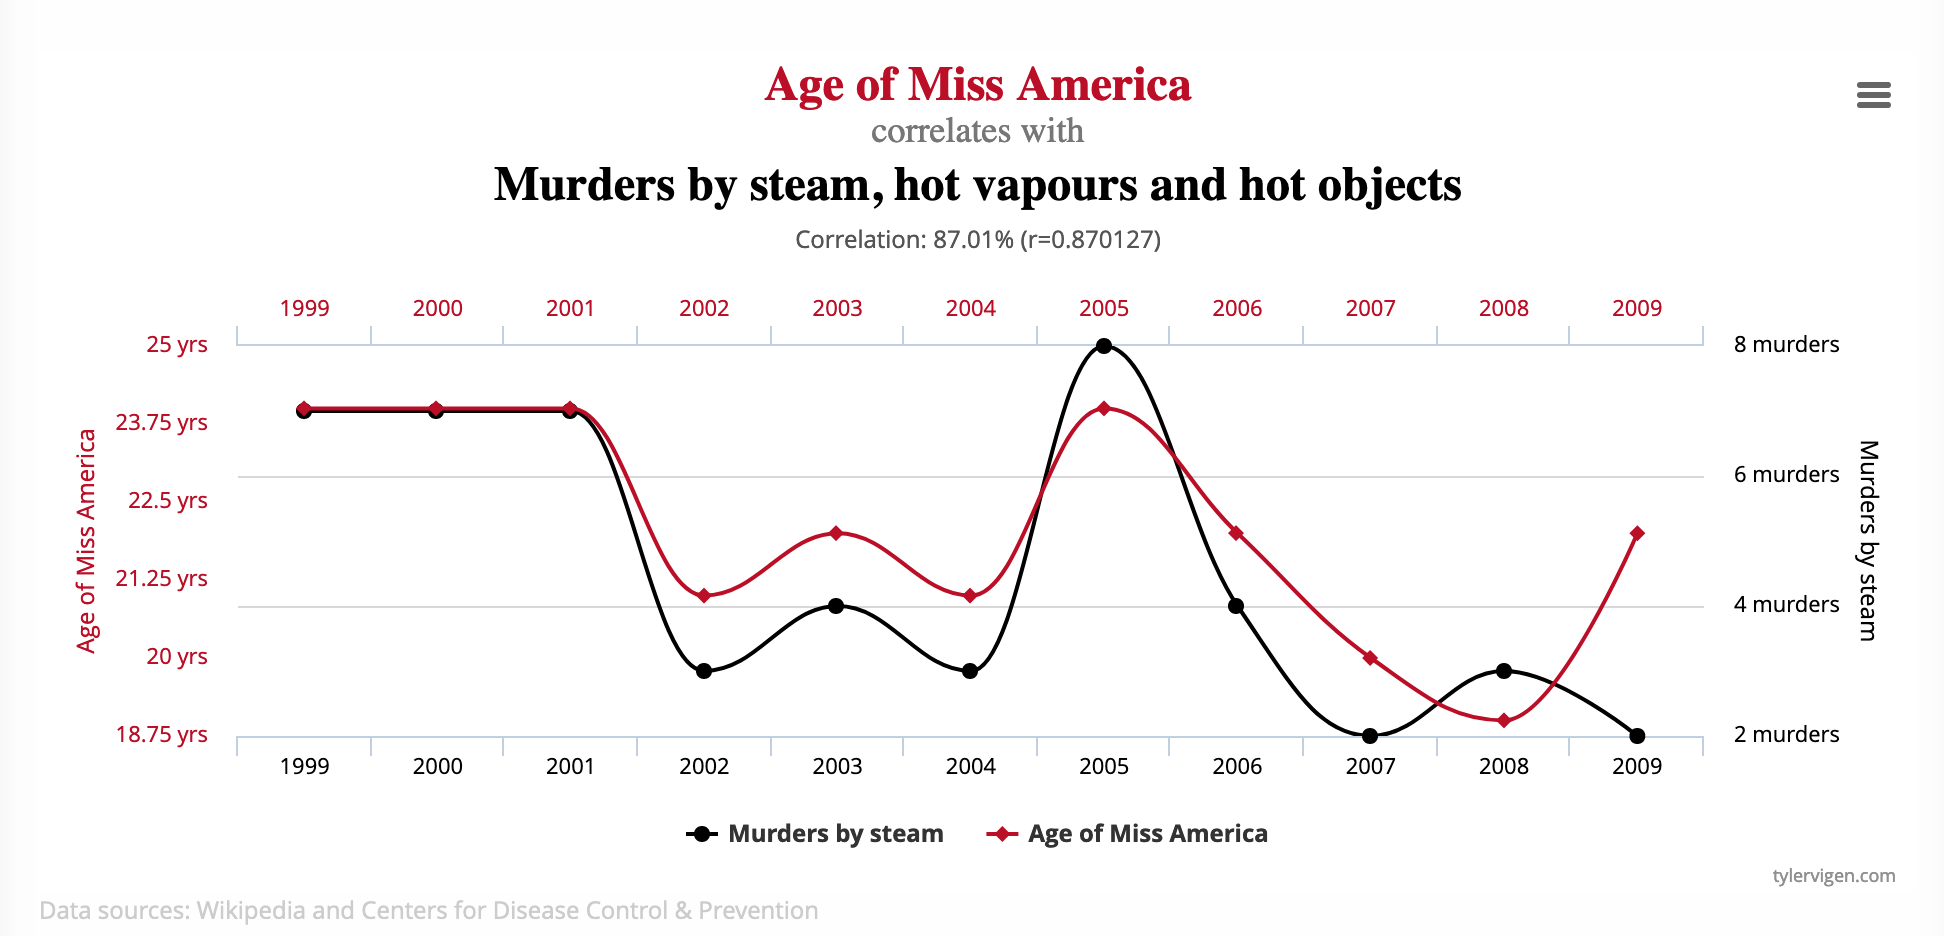 Age of Miss America
correlates with
Murders by steam, hot vapours and hot objects
Correlation: 87.01% (r=0.870127)
1999 2000 2001 2002 2003 2004 2005 2006 2007 2008 2009
25 yrs
23.75 yrs
22.5 yrs
21.25 yrs
20 yrs
18.75 yrs
Age of Miss America
8 murders
6 murders
4 murders
2 murders
Murders by steam
1999 2000 2001 2002 2003 2004 2005 2006 2007 2008 2009
Murders by steam Age of Miss America
tylervigen.com
Data sources: Wikipedia and Centers for Disease Control & Prevention